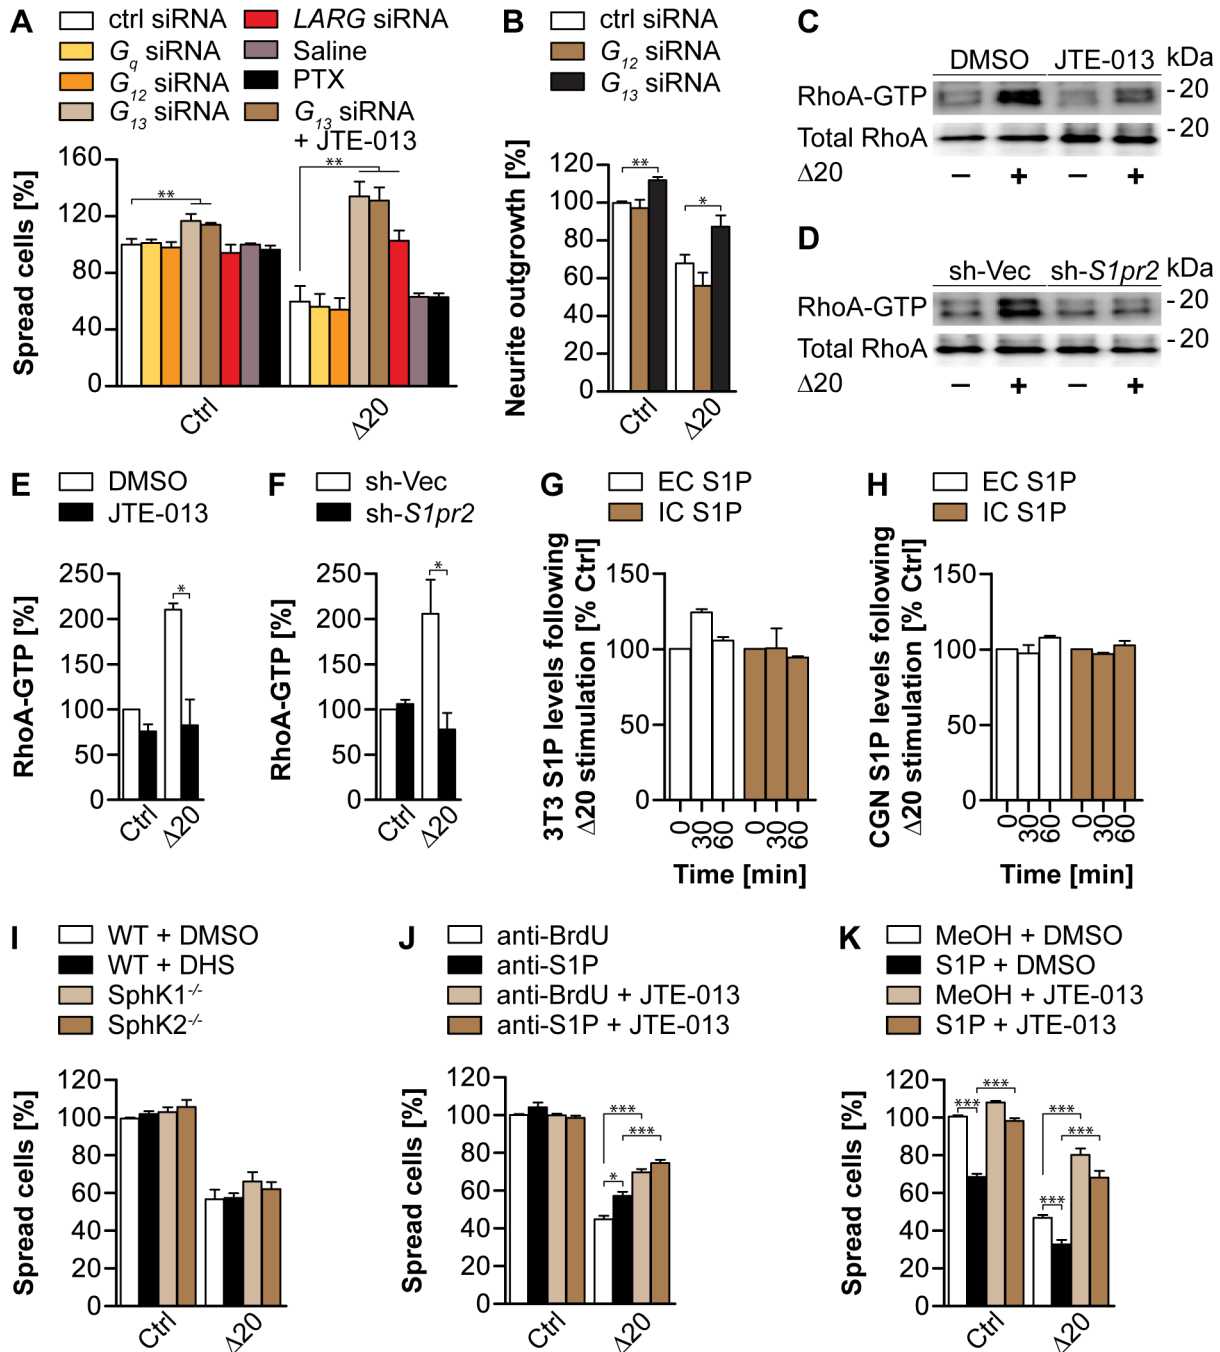 A
ctrl siRNA
LARG siRNA
Gq siRNA
Saline
G12 siRNA
PTX
G13 siRNA
G13 siRNA
+ JTE-013
Spread cells [%]
160
120
80
40
0
**
**
Ctrl
Δ20
B
ctrl siRNA
G12 siRNA
G13 siRNA
Neurite outgrowth [%]
120
100
80
60
40
20
0
**
*
Ctrl
Δ20
C
DMSO
JTE-013
kDa
RhoA-GTP
-20
Total RhoA
-20
Δ20
– + – +
D
sh-Vec
sh-S1pr2
kDa
RhoA-GTP
-20
Total RhoA
-20
Δ20
– + – +
E
DMSO
JTE-013
RhoA-GTP [%]
250
200
150
100
50
0
*
Ctrl
Δ20
F
sh-Vec
sh-S1pr2
RhoA-GTP [%]
250
200
150
100
50
0
*
Ctrl
Δ20
G
EC S1P
IC S1P
3T3 S1P levels following
Δ20 stimulation [% Ctrl]
150
100
50
0
0 30 60 0 30 60
Time [min]
H
EC S1P
IC S1P
CGN S1P levels following
Δ20 stimulation [% Ctrl]
150
100
50
0
0 30 60 0 30 60
Time [min]
I
WT + DMSO
WT + DHS
SphK1-/-
SphK2-/-
Spread cells [%]
120
100
80
60
40
20
0
Ctrl
Δ20
J
anti-BrdU
anti-S1P
anti-BrdU + JTE-013
anti-S1P + JTE-013
Spread cells [%]
120
100
80
60
40
20
0
***
***
*
Ctrl
Δ20
K
MeOH + DMSO
S1P + DMSO
MeOH + JTE-013
S1P + JTE-013
Spread cells [%]
120
100
80
60
40
20
0
***
***
***
***
***
Ctrl
Δ20